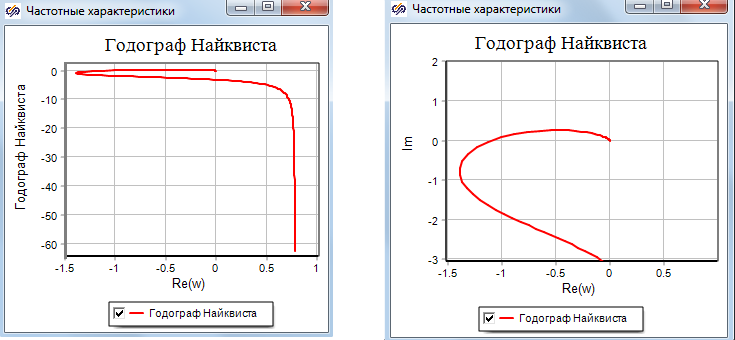 Частотные характеристики
Годограф Найквиста
Годограф Найквиста
0
-10
-20
-30
-40
-50
-60
-1.5 -1 -0.5 0 0.5 1
Re(w)
Годограф Найквиста
Частотные характеристики
Годограф Найквиста
Im
2
1
0
-1
-2
-3
-1.5 -1 -0.5 0 0.5
Re(w)
Годограф Найквиста